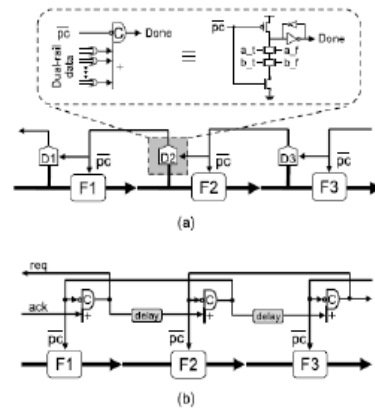 pc
C
Done
Dual-rail
data
+
≡
pc
Done
a_t
a_f
b_t
b_f
D1
pc
F1
D2
pc
F2
D3
pc
F3
(a)
req
ack
C
+
delay
C
+
delay
C
+
pc
F1
pc
F2
pc
F3
(b)